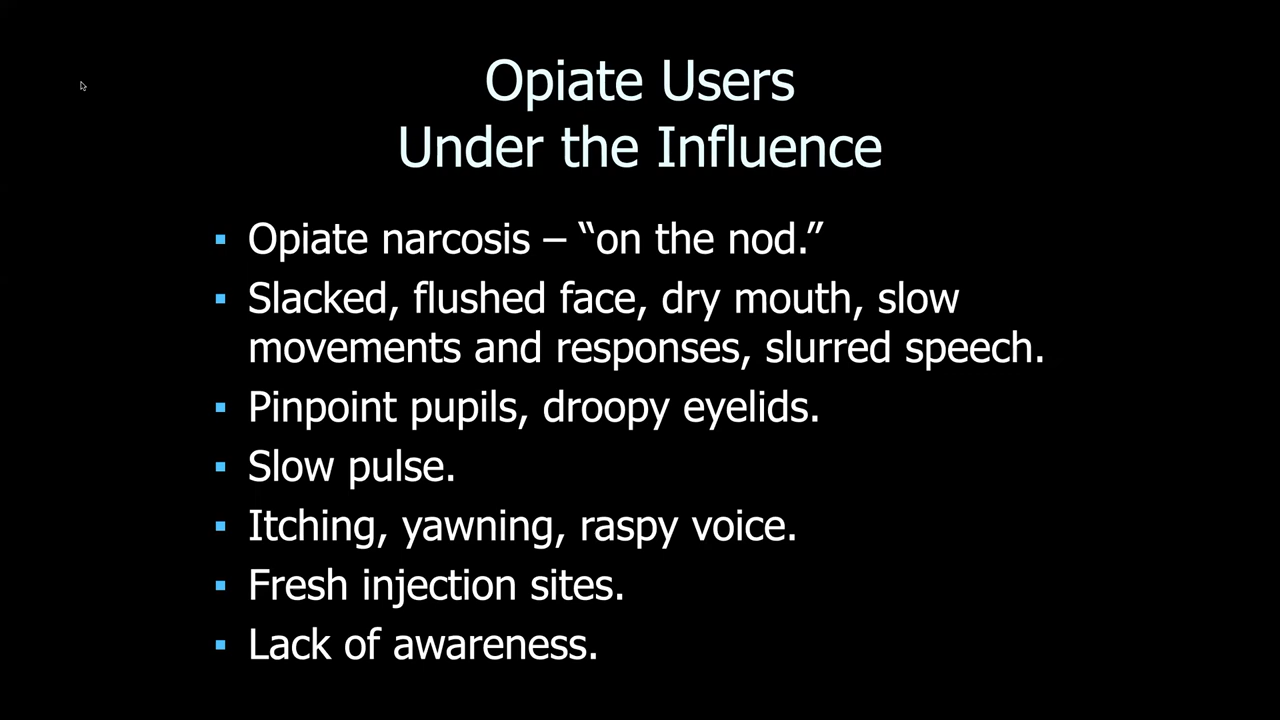 Opiate Users
Under the Influence
▪ Opiate narcosis – “on the nod.”
▪ Slacked, flushed face, dry mouth, slow
movements and responses, slurred speech.
▪ Pinpoint pupils, droopy eyelids.
▪ Slow pulse.
▪ Itching, yawning, raspy voice.
▪ Fresh injection sites.
▪ Lack of awareness.